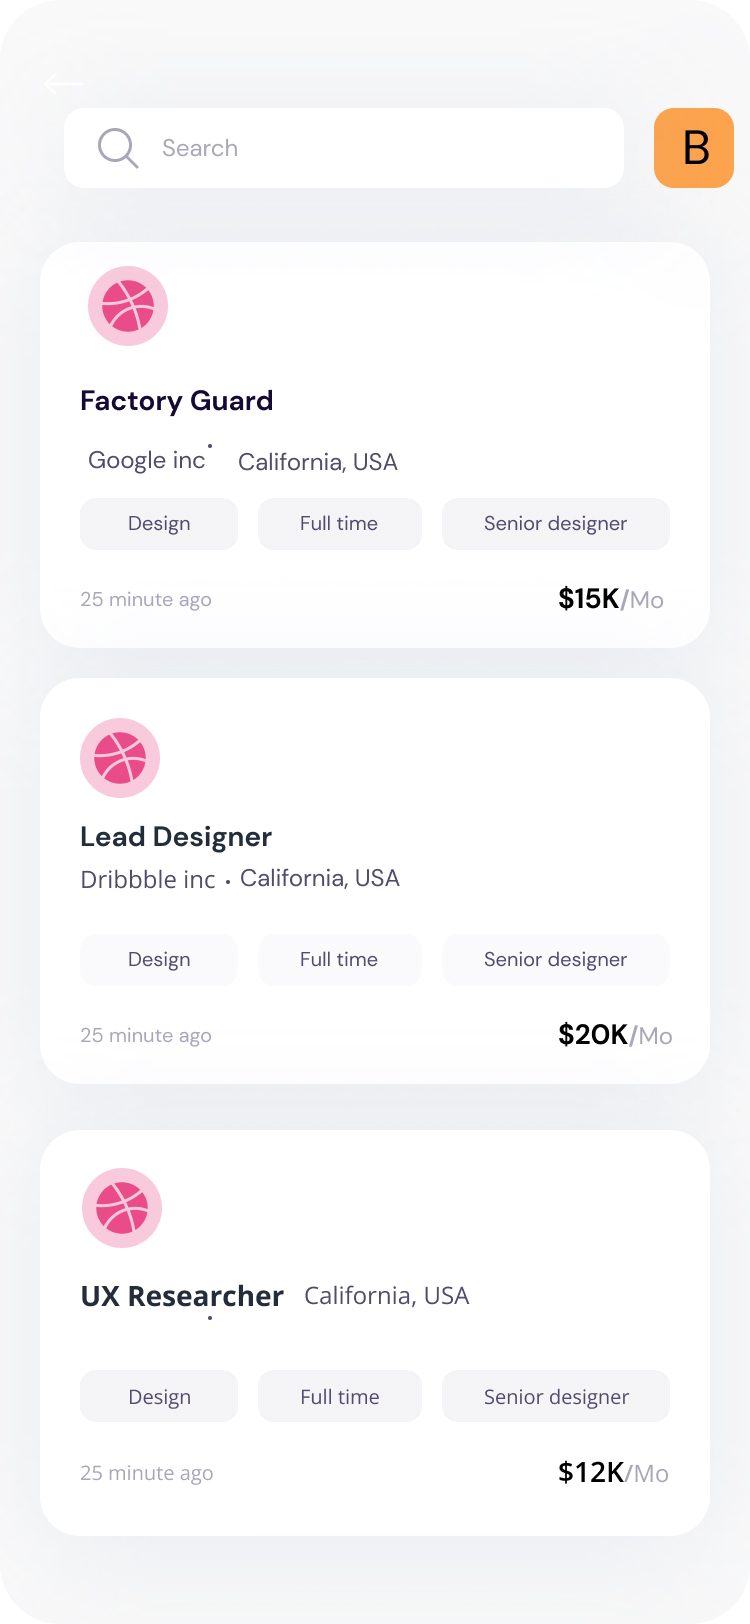 Search
B
Factory Guard
Google inc · California, USA
Design Full time Senior designer
25 minute ago $15K/Mo
Lead Designer
Dribbble inc · California, USA
Design Full time Senior designer
25 minute ago $20K/Mo
UX Researcher California, USA
·
Design Full time Senior designer
25 minute ago $12K/Mo